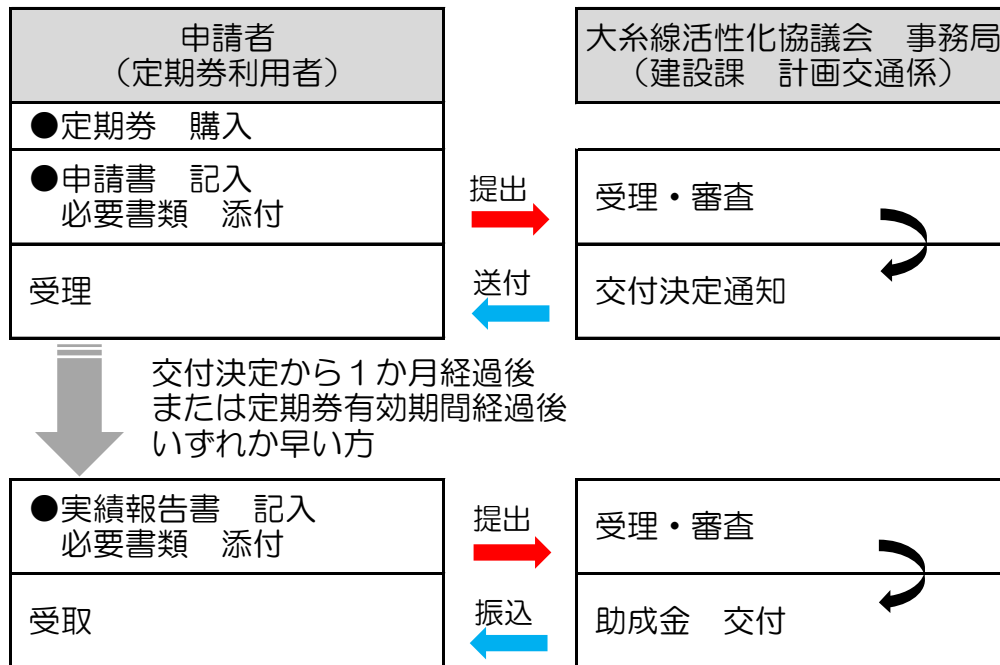 申請者
（定期券利用者）
大糸線活性化協議会　事務局
（建設課　計画交通係）
●定期券　購入
●申請書　記入
必要書類　添付
提出
受理・審査
受理
送付
交付決定通知
交付決定から１か月経過後
または定期券有効期間経過後
いずれか早い方
●実績報告書　記入
必要書類　添付
提出
受理・審査
受取
振込
助成金　交付